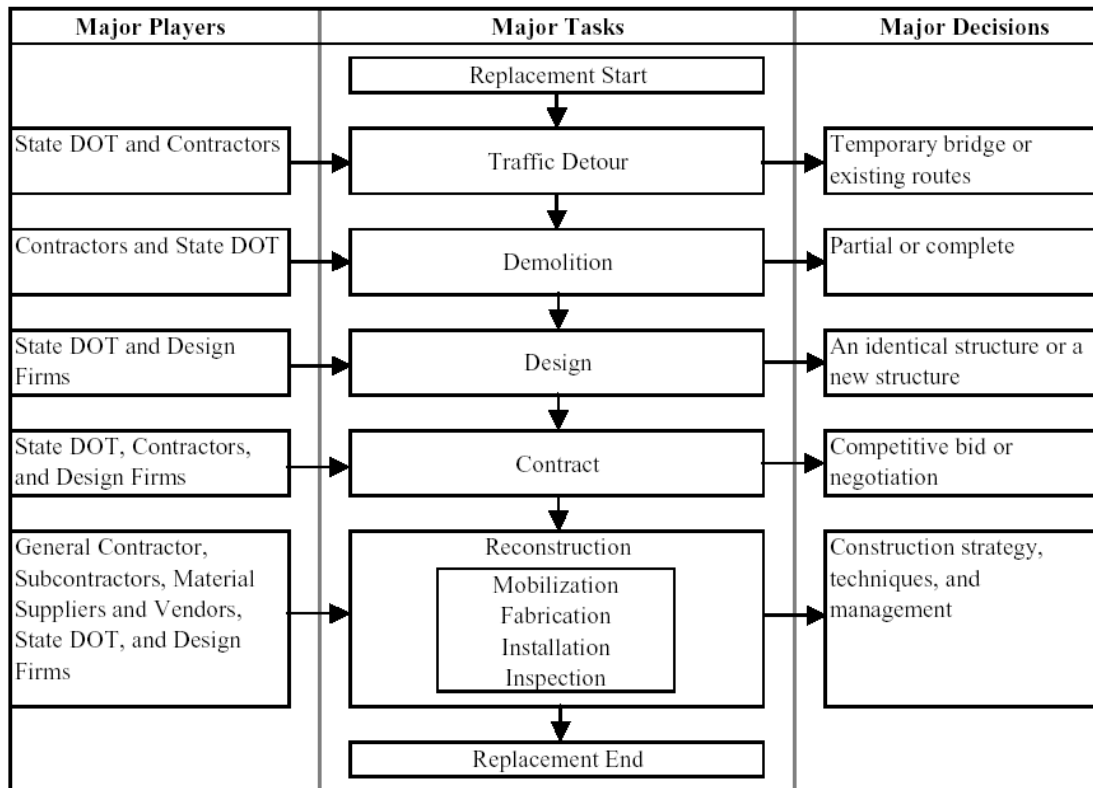 Major Players
Major Tasks
Major Decisions
Replacement Start
State DOT and Contractors
Traffic Detour
Temporary bridge or
existing routes
Contractors and State DOT
Demolition
Partial or complete
State DOT and Design
Firms
Design
An identical structure or a
new structure
State DOT, Contractors,
and Design Firms
Contract
Competitive bid or
negotiation
General Contractor,
Subcontractors, Material
Suppliers and Vendors,
State DOT, and Design
Firms
Reconstruction
Mobilization
Fabrication
Installation
Inspection
Construction strategy,
techniques, and
management
Replacement End